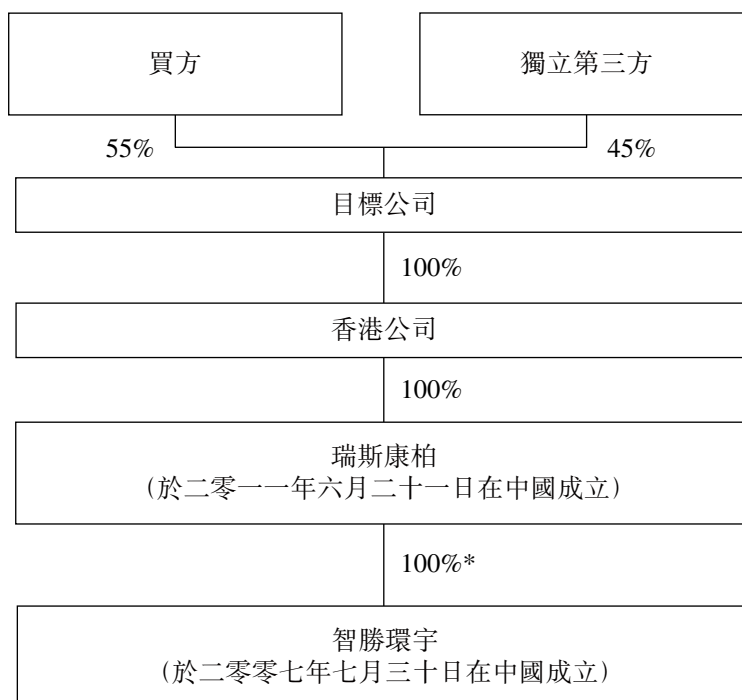 買方
獨立第三方
55%
45%
目標公司
100%
香港公司
100%
瑞斯康柏
（於二零一一年六月二十一日在中國成立）
100%*
智勝環宇
（於二零零七年七月三十日在中國成立）